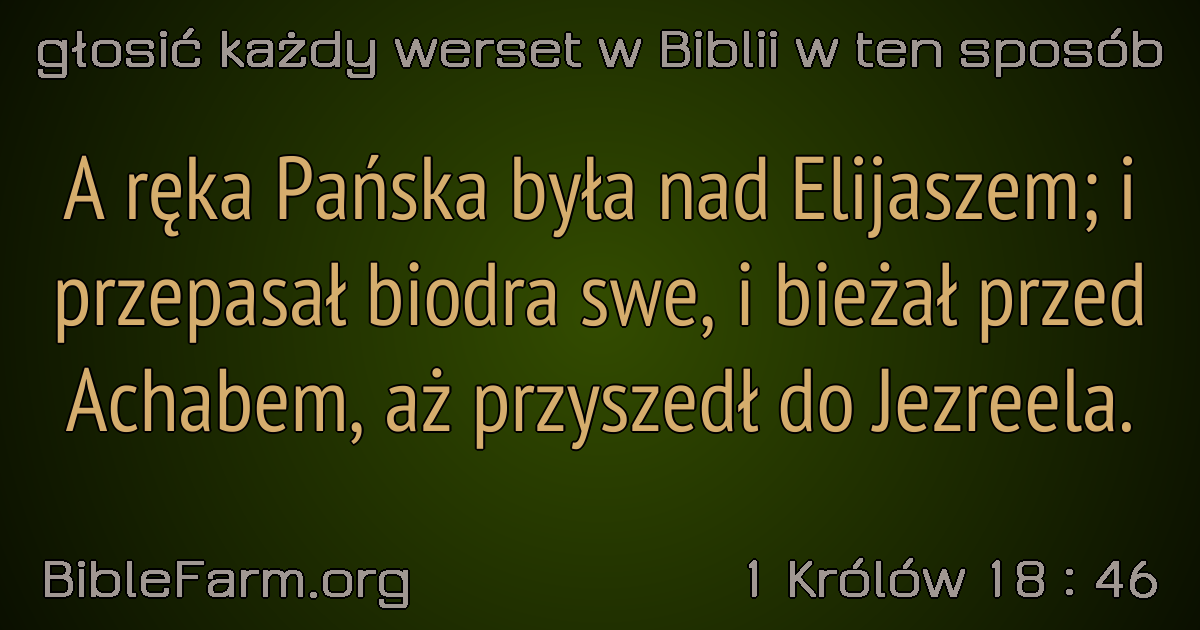 głosić każdy werset w Biblii w ten sposób
A ręka Pańska była nad Elijaszem; i
przepasał biodra swe, i bieżał przed
Achabem, aż przyszedł do Jezreela.
BibleFarm.org
1 Królów 18 : 46